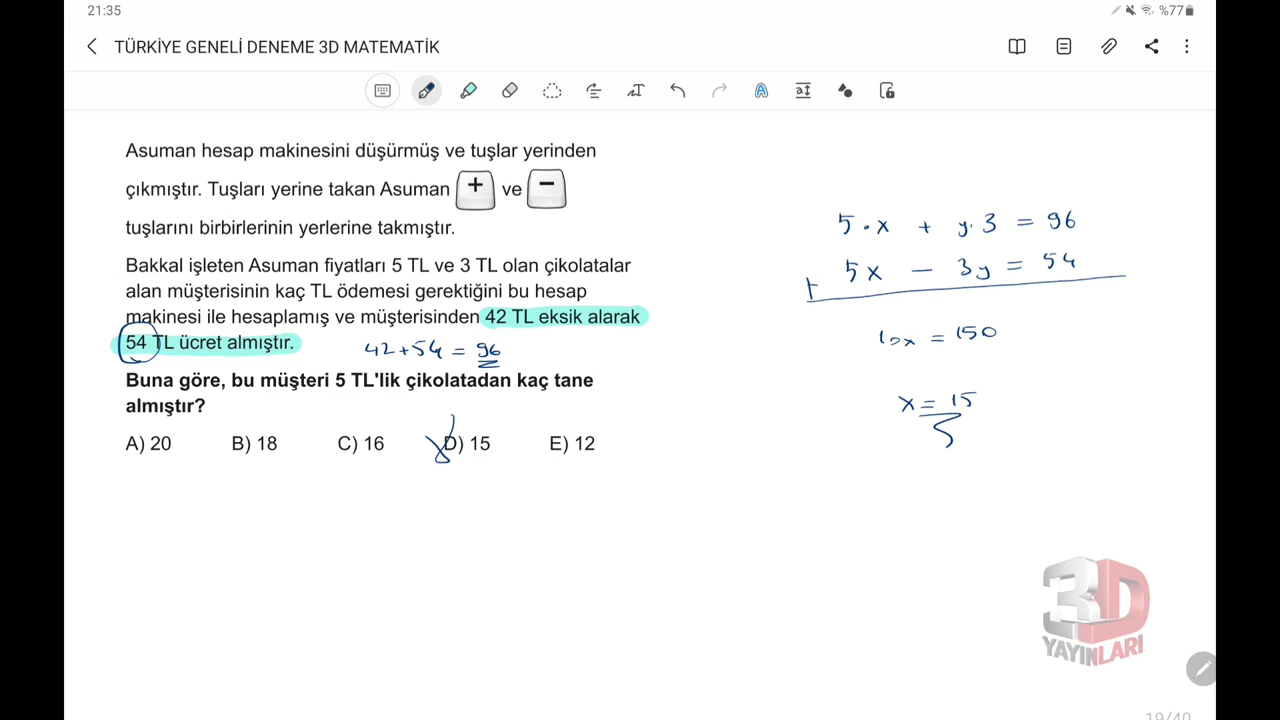 21:35
%77
TÜRKİYE GENELİ DENEME 3D MATEMATİK
Asuman hesap makinesini düşürmüş ve tuşlar yerinden
çıkmıştır. Tuşları yerine takan Asuman + ve −
tuşlarını birbirlerinin yerlerine takmıştır.
Bakkal işleten Asuman fiyatları 5 TL ve 3 TL olan çikolatalar
alan müşterisinin kaç TL ödemesi gerektiğini bu hesap
makinesi ile hesaplamış ve müşterisinden 42 TL eksik alarak
54 TL ücret almıştır.
42+54 = 96
Buna göre, bu müşteri 5 TL'lik çikolatadan kaç tane
almıştır?
A) 20 B) 18 C) 16 D) 15 E) 12
5·x + y·3 = 96
5x − 3y = 54
+
10x = 150
x = 15
3D
YAYINLARI
19/40